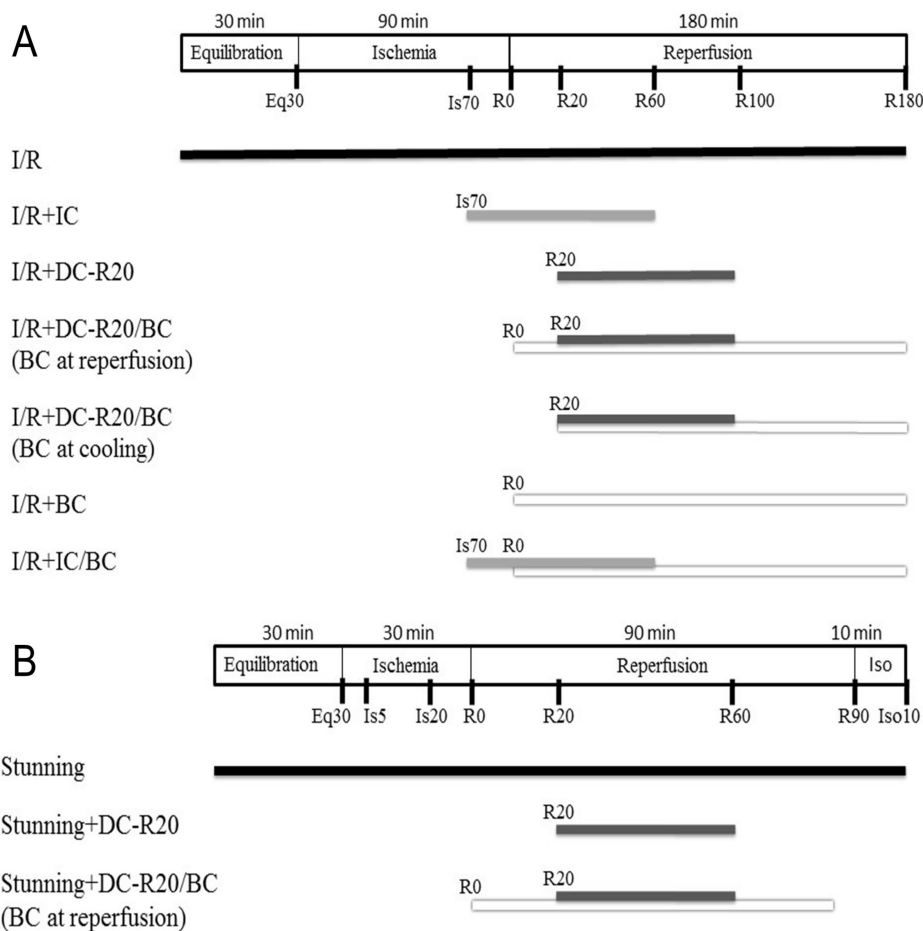 A
30 min 90 min 180 min
Equilibration Ischemia Reperfusion
Eq30 Is70 R0 R20 R60 R100 R180
I/R
Is70
I/R+IC
R20
I/R+DC-R20
I/R+DC-R20/BC R0 R20
(BC at reperfusion)
R20
I/R+DC-R20/BC
(BC at cooling)
R0
I/R+BC
Is70 R0
I/R+IC/BC
30 min 30 min 90 min 10 min
B
Equilibration Ischemia Reperfusion Iso
Eq30 Is5 Is20 R0 R20 R60 R90 Iso10
Stunning
R20
Stunning+DC-R20
Stunning+DC-R20/BC R0 R20
(BC at reperfusion)